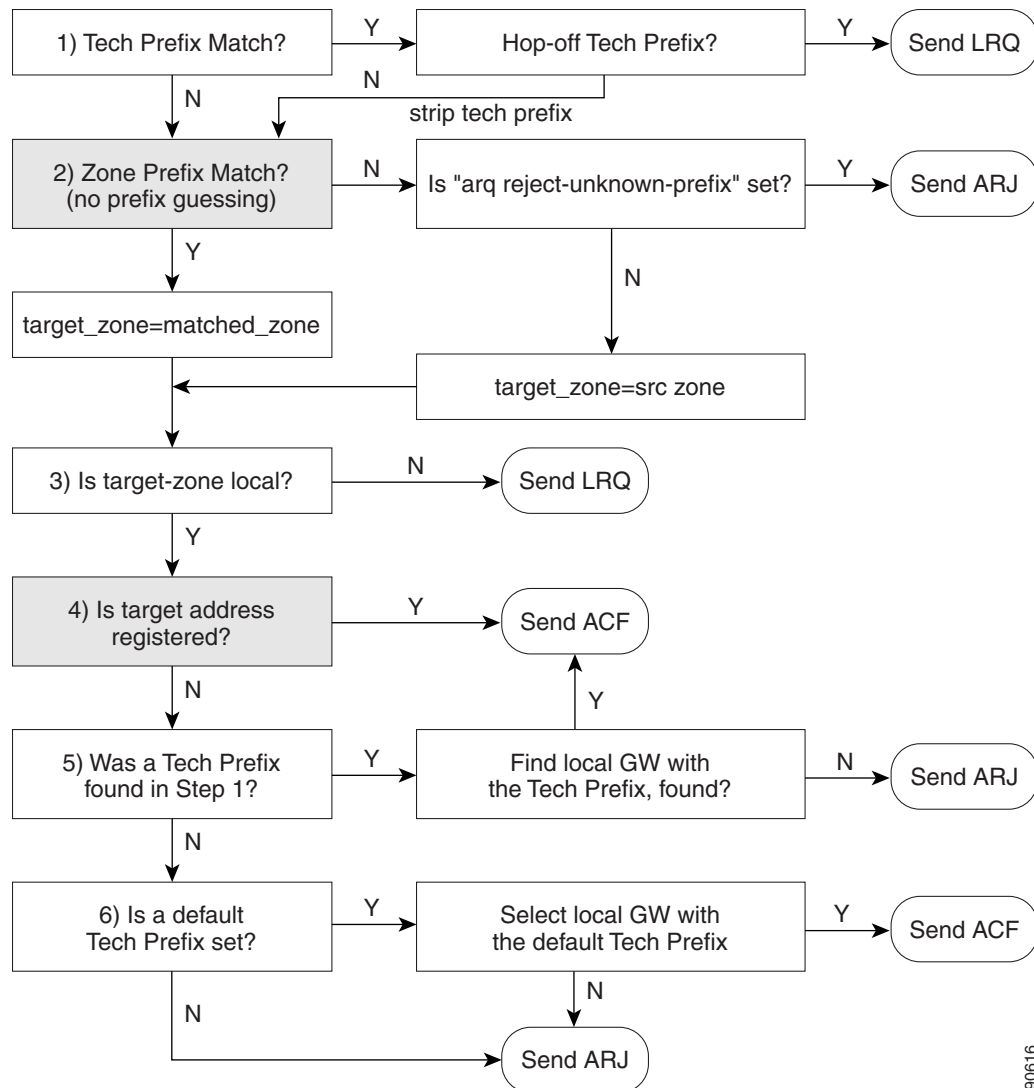 1) Tech Prefix Match?
Y
Hop-off Tech Prefix?
Y
Send LRQ
N
N
strip tech prefix
2) Zone Prefix Match?
(no prefix guessing)
N
Is "arq reject-unknown-prefix" set?
Y
Send ARJ
Y
N
target_zone=matched_zone
target_zone=src zone
3) Is target-zone local?
N
Send LRQ
Y
4) Is target address
registered?
Y
Send ACF
N
Y
5) Was a Tech Prefix
found in Step 1?
Y
Find local GW with
the Tech Prefix, found?
N
Send ARJ
N
6) Is a default
Tech Prefix set?
Y
Select local GW with
the default Tech Prefix
Y
Send ACF
N
N
Send ARJ
30616